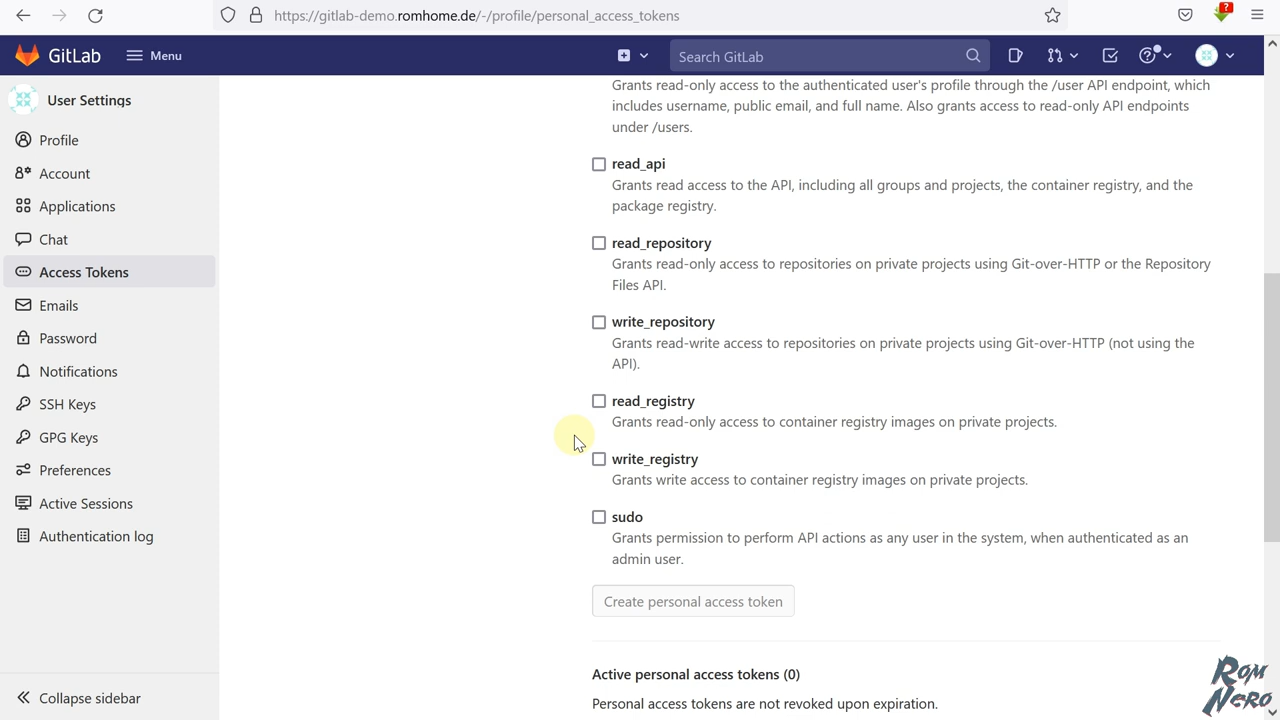 https://gitlab-demo.romhome.de/-/profile/personal_access_tokens
?
GitLab
Menu
Search GitLab
User Settings
Profile
Account
Applications
Chat
Access Tokens
Emails
Password
Notifications
SSH Keys
GPG Keys
Preferences
Active Sessions
Authentication log
Collapse sidebar
Grants read-only access to the authenticated user's profile through the /user API endpoint, which
includes username, public email, and full name. Also grants access to read-only API endpoints
under /users.
read_api
Grants read access to the API, including all groups and projects, the container registry, and the
package registry.
read_repository
Grants read-only access to repositories on private projects using Git-over-HTTP or the Repository
Files API.
write_repository
Grants read-write access to repositories on private projects using Git-over-HTTP (not using the
API).
read_registry
Grants read-only access to container registry images on private projects.
write_registry
Grants write access to container registry images on private projects.
sudo
Grants permission to perform API actions as any user in the system, when authenticated as an
admin user.
Create personal access token
Active personal access tokens (0)
Personal access tokens are not revoked upon expiration.
Rom
Nero